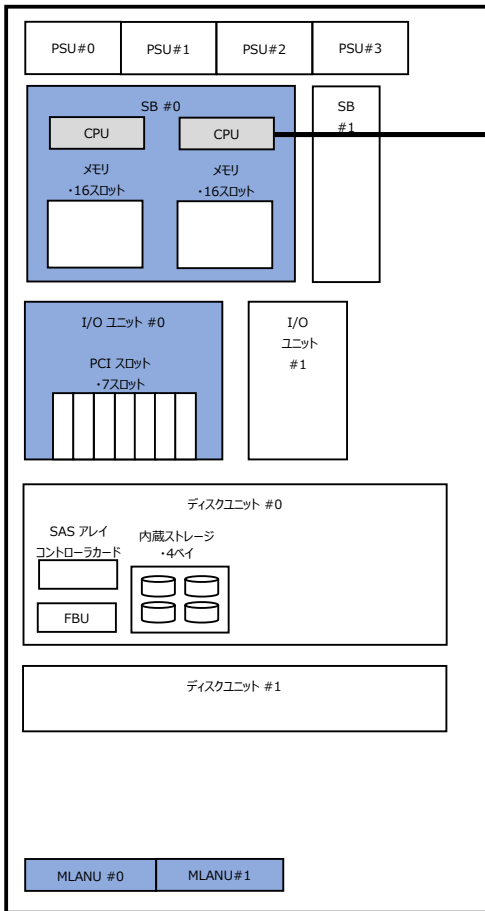 PSU#0 PSU#1 PSU#2 PSU#3
SB #0
CPU CPU
メモリ
・16スロット
メモリ
・16スロット
SB
#1
I/O ユニット #0
PCI スロット
・7スロット
I/O
ユニット
#1
ディスクユニット #0
SAS アレイ
コントローラカード
FBU
内蔵ストレージ
・4ベイ
ディスクユニット #1
MLANU #0 MLANU#1